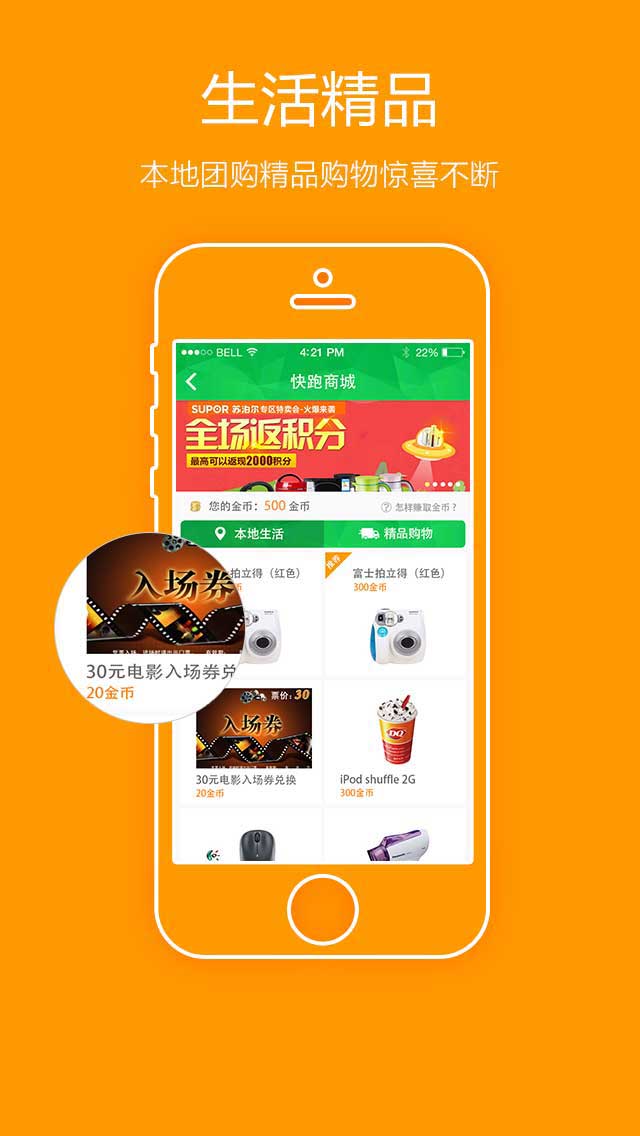 生活精品
本地团购精品购物惊喜不断
BELL 4:21 PM 22%
快跑商城
SUPOR 苏泊尔专区特卖会-火爆来袭
全场返积分
最高可以返现2000积分
您的金币：500 金币
? 怎样赚取金币 ?
本地生活
精品购物
入场券
30元电影入场券兑
20金币
拍立得（红色）
金币
推荐
富士拍立得（红色）
300金币
票价：30
入场券
30元电影入场券兑换
20金币
DQ
iPod shuffle 2G
300金币